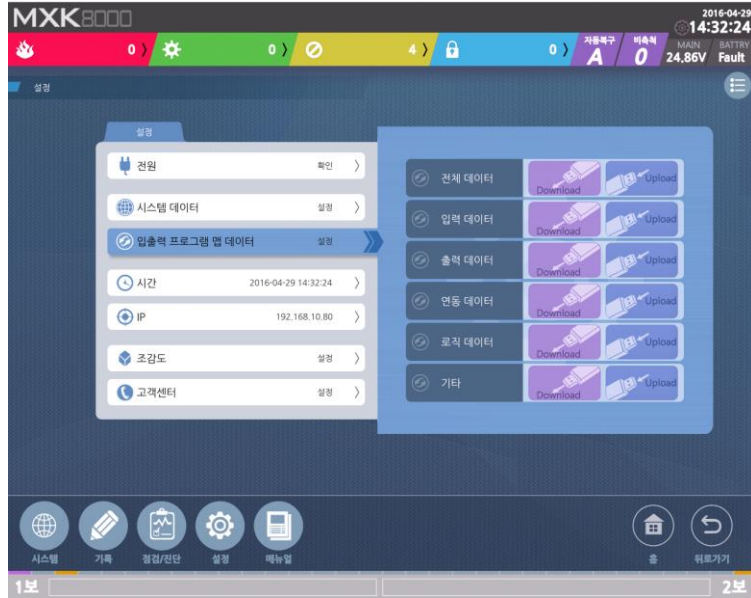 MXK8000
2016-04-29
14:32:24
0 〉 0 〉 4 〉 0 〉
자동복구 A
비축적 0
MAIN 24.86V
BATTRY Fault
설정
설정
전원 확인 〉
시스템 데이터 설정 〉
입출력 프로그램 맵 데이터 설정
시간 2016-04-29 14:32:24 〉
IP 192.168.10.80 〉
조감도 설정 〉
고객센터 설정 〉
전체 데이터 Download Upload
입력 데이터 Download Upload
출력 데이터 Download Upload
연동 데이터 Download Upload
로직 데이터 Download Upload
기타 Download Upload
시스템 기록 점검/진단 설정 메뉴얼 홈 뒤로가기
1보 2보